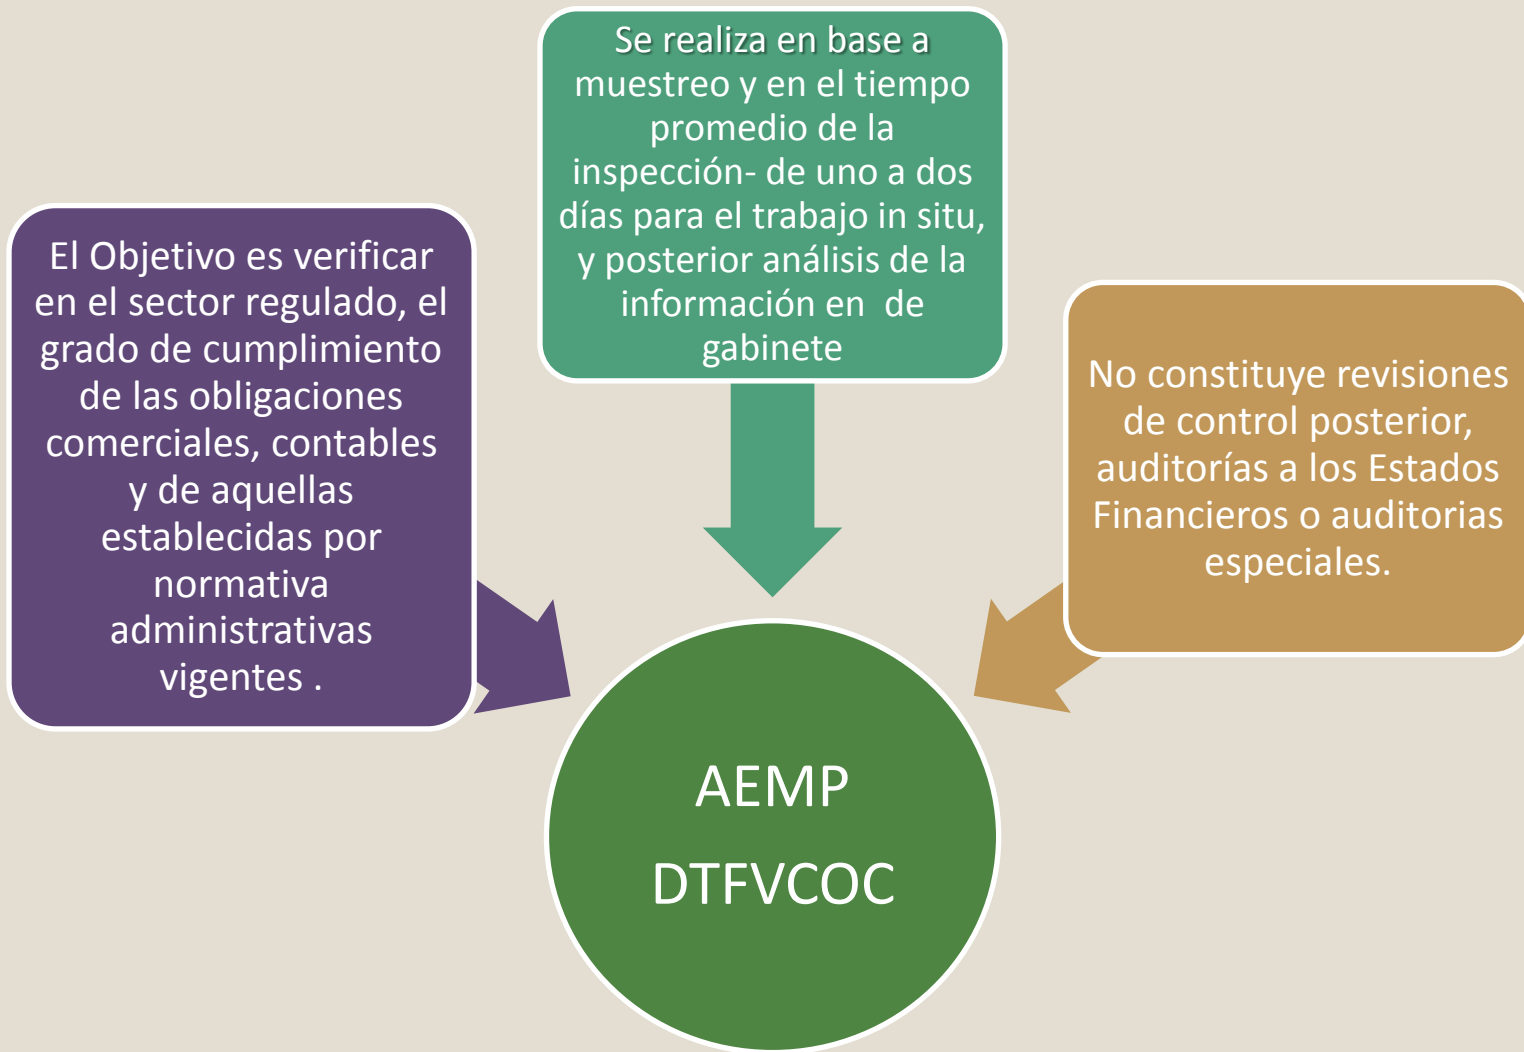 El Objetivo es verificar
en el sector regulado, el
grado de cumplimiento
de las obligaciones
comerciales, contables
y de aquellas
establecidas por
normativa
administrativas
vigentes .
Se realiza en base a
muestreo y en el tiempo
promedio de la
inspección- de uno a dos
días para el trabajo in situ,
y posterior análisis de la
información en  de
gabinete
No constituye revisiones
de control posterior,
auditorías a los Estados
Financieros o auditorias
especiales.
AEMP
DTFVCOC